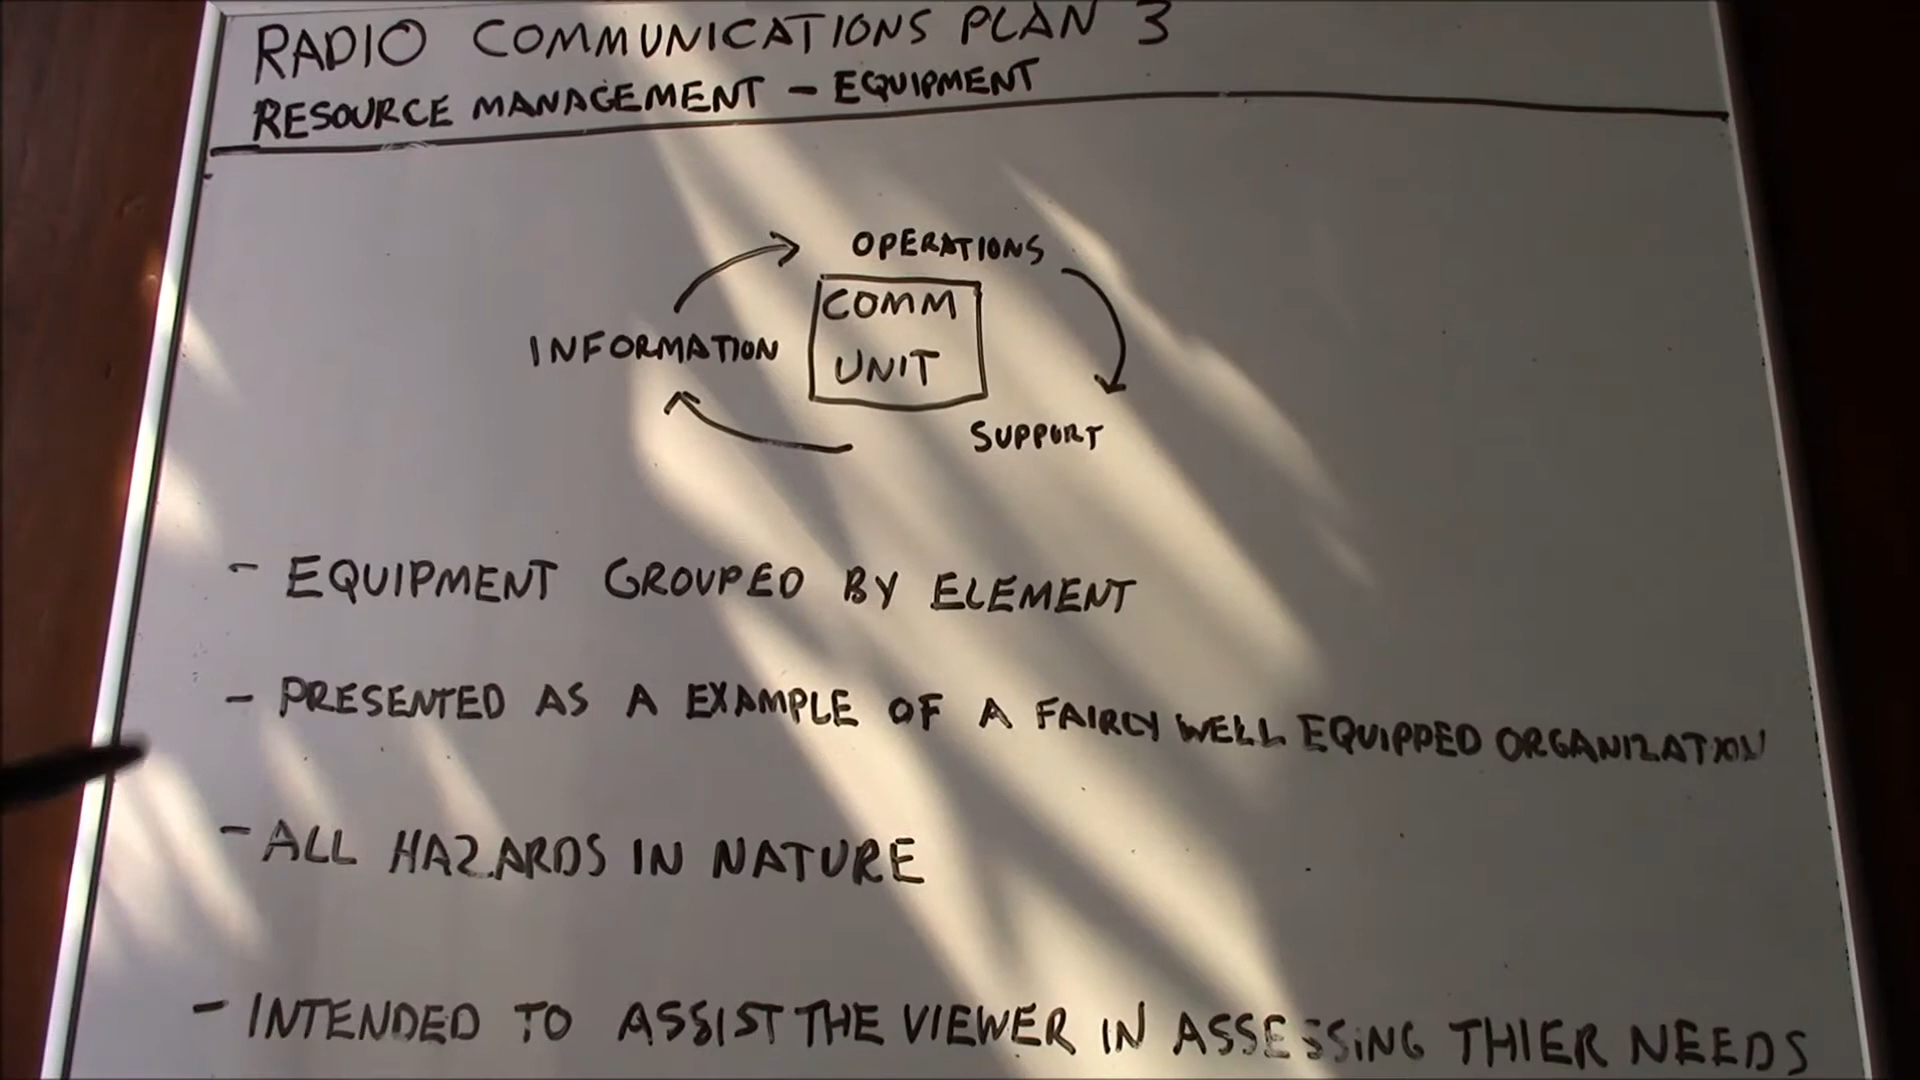 RADIO COMMUNICATIONS PLAN 3
RESOURCE MANAGEMENT - EQUIPMENT
OPERATIONS
COMM
UNIT
INFORMATION
SUPPORT
- EQUIPMENT GROUPED BY ELEMENT
- PRESENTED AS A EXAMPLE OF A FAIRLY WELL EQUIPPED ORGANIZATION
- ALL HAZARDS IN NATURE
- INTENDED TO ASSIST THE VIEWER IN ASSESSING THIER NEEDS